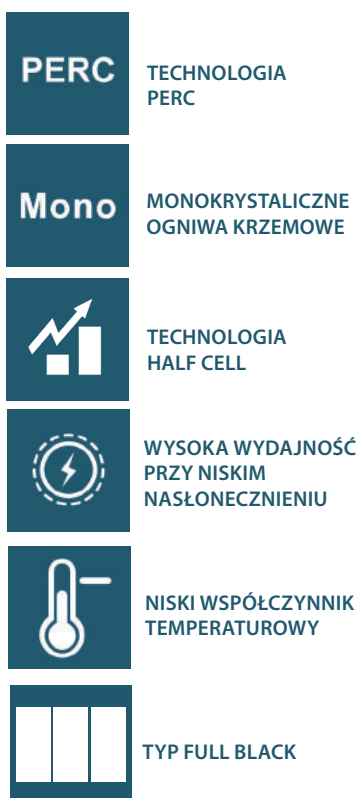 PERC
TECHNOLOGIA
PERC
Mono
MONOKRYSTALICZNE
OGNIWA KRZEMOWE
TECHNOLOGIA
HALF CELL
WYSOKA WYDAJNOŚĆ
PRZY NISKIM
NASŁONECZNIENIU
NISKI WSPÓŁCZYNNIK
TEMPERATUROWY
TYP FULL BLACK